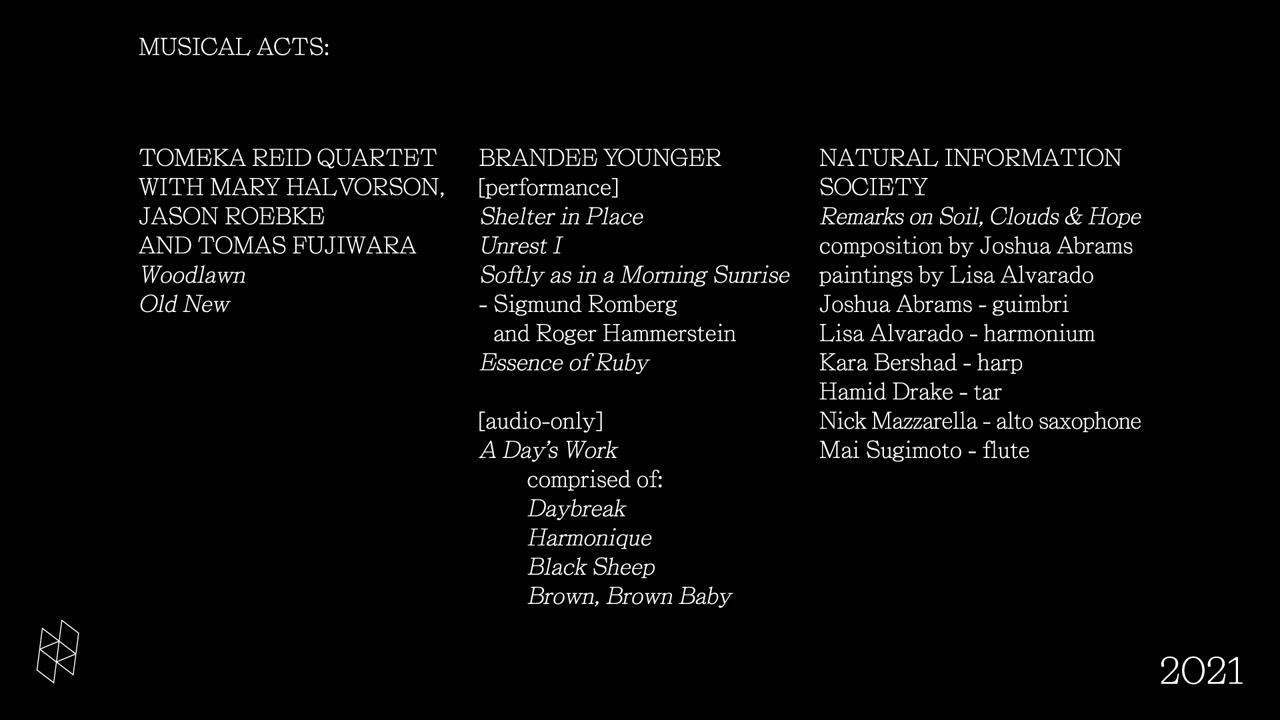 MUSICAL ACTS:
TOMEKA REID QUARTET
WITH MARY HALVORSON,
JASON ROEBKE
AND TOMAS FUJIWARA
Woodlawn
Old New
BRANDEE YOUNGER
[performance]
Shelter in Place
Unrest I
Softly as in a Morning Sunrise
- Sigmund Romberg
and Roger Hammerstein
Essence of Ruby
[audio-only]
A Day's Work
comprised of:
Daybreak
Harmonique
Black Sheep
Brown, Brown Baby
NATURAL INFORMATION
SOCIETY
Remarks on Soil, Clouds & Hope
composition by Joshua Abrams
paintings by Lisa Alvarado
Joshua Abrams - guimbri
Lisa Alvarado - harmonium
Kara Bershad - harp
Hamid Drake - tar
Nick Mazzarella - alto saxophone
Mai Sugimoto - flute
2021